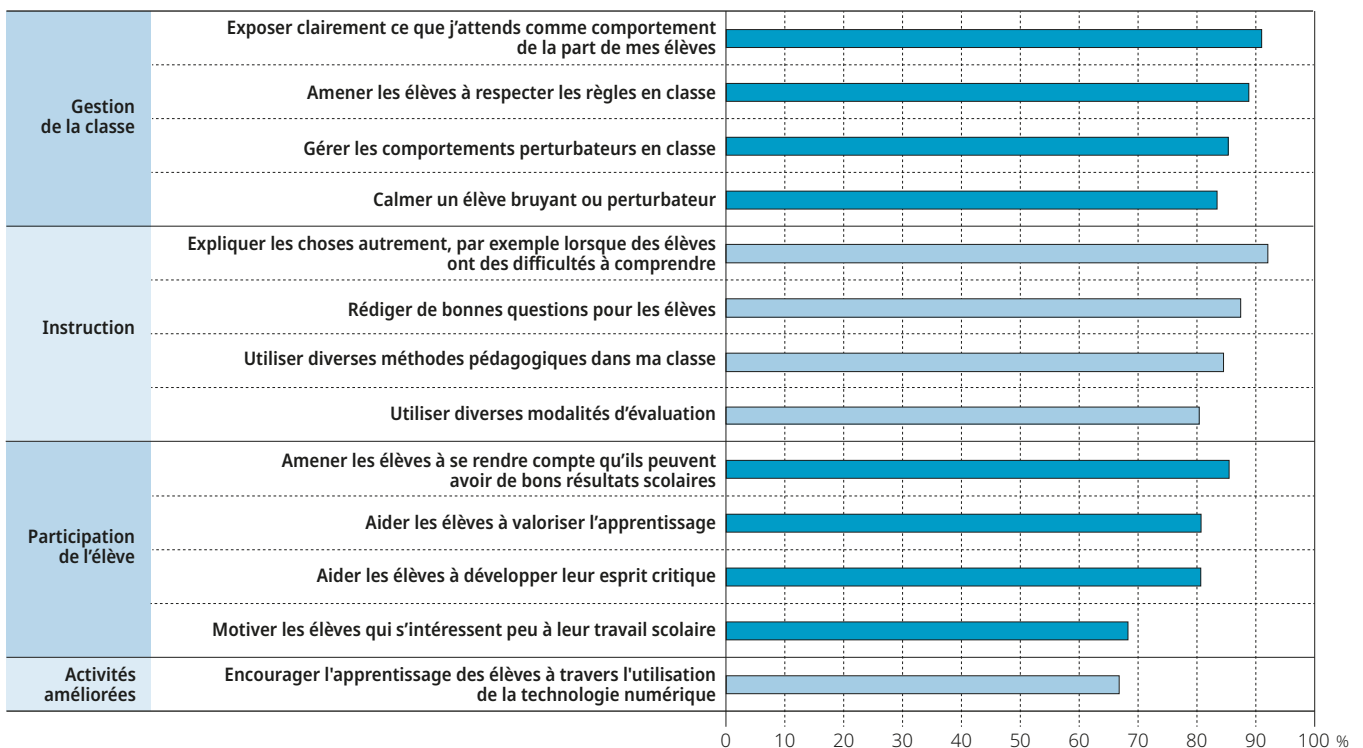 Gestion
de la classe
Exposer clairement ce que j’attends comme comportement
de la part de mes élèves
Amener les élèves à respecter les règles en classe
Gérer les comportements perturbateurs en classe
Calmer un élève bruyant ou perturbateur
Instruction
Expliquer les choses autrement, par exemple lorsque des élèves
ont des difficultés à comprendre
Rédiger de bonnes questions pour les élèves
Utiliser diverses méthodes pédagogiques dans ma classe
Utiliser diverses modalités d’évaluation
Participation
de l’élève
Amener les élèves à se rendre compte qu’ils peuvent
avoir de bons résultats scolaires
Aider les élèves à valoriser l’apprentissage
Aider les élèves à développer leur esprit critique
Motiver les élèves qui s’intéressent peu à leur travail scolaire
Activités
améliorées
Encourager l'apprentissage des élèves à travers l'utilisation
de la technologie numérique
0 10 20 30 40 50 60 70 80 90 100 %